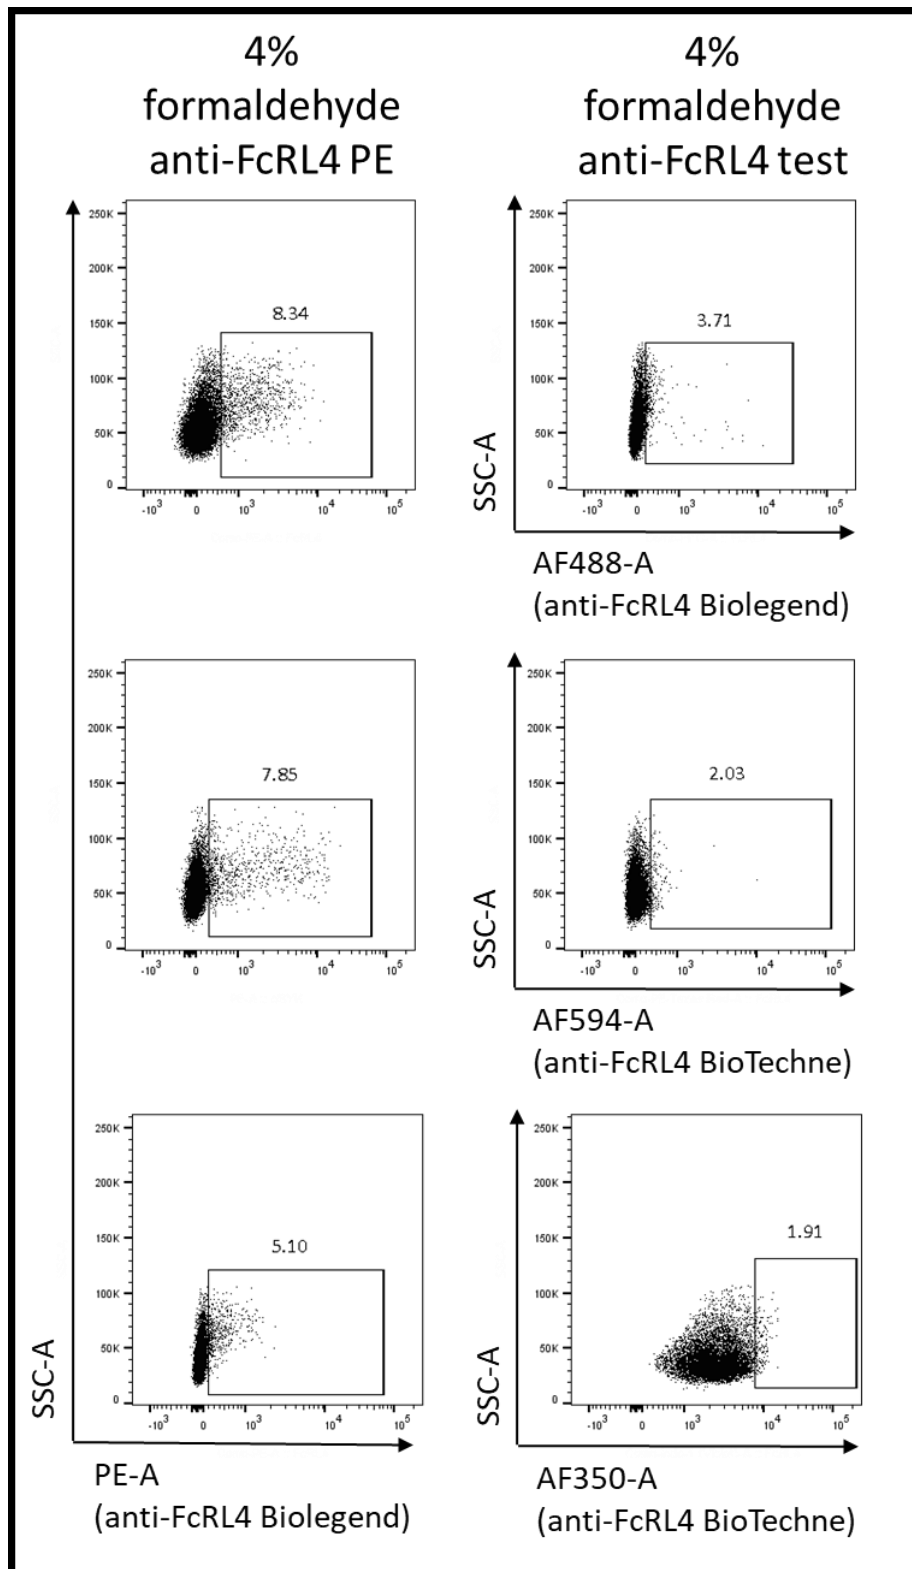 4%
formaldehyde
anti-FcRL4 PE
4%
formaldehyde
anti-FcRL4 test
250K
200K
150K
100K
50K
0
8.34
-10³ 0 10³ 10⁴ 10⁵
250K
200K
150K
100K
50K
0
3.71
-10³ 0 10³ 10⁴ 10⁵
SSC-A
AF488-A
(anti-FcRL4 Biolegend)
250K
200K
150K
100K
50K
0
7.85
-10³ 0 10³ 10⁴ 10⁵
250K
200K
150K
100K
50K
0
2.03
-10³ 0 10³ 10⁴ 10⁵
SSC-A
AF594-A
(anti-FcRL4 BioTechne)
250K
200K
150K
100K
50K
0
5.10
-10³ 0 10³ 10⁴ 10⁵
SSC-A
PE-A
(anti-FcRL4 Biolegend)
250K
200K
150K
100K
50K
0
1.91
-10³ 0 10³ 10⁴ 10⁵
SSC-A
AF350-A
(anti-FcRL4 BioTechne)